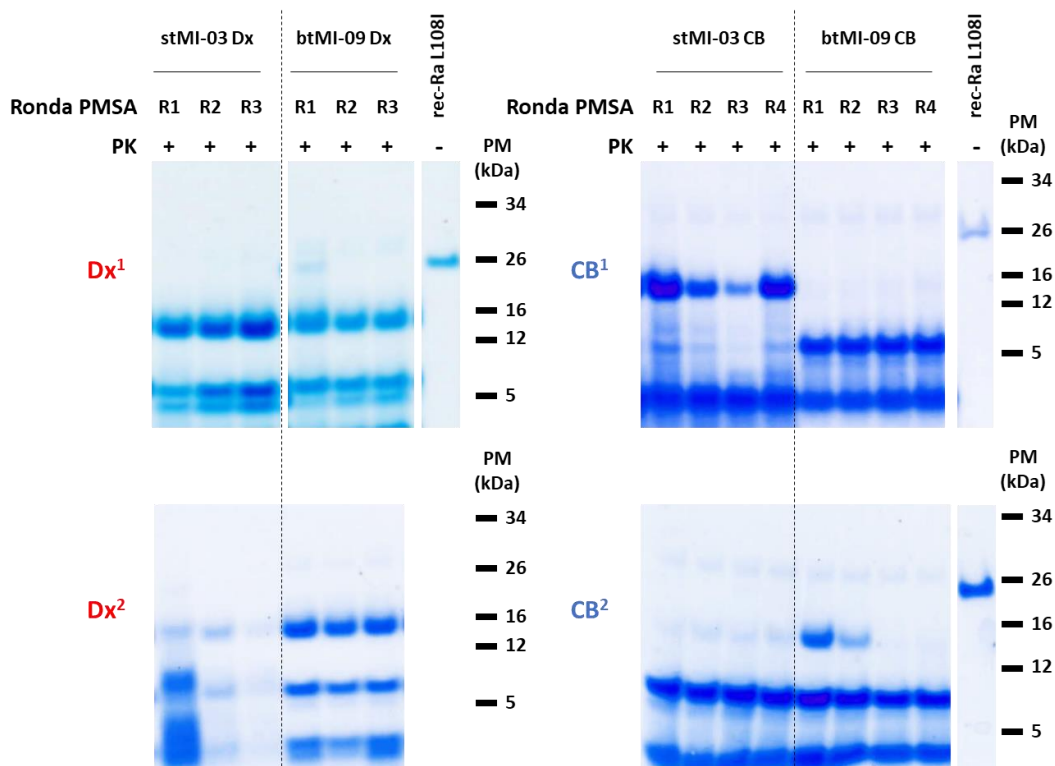 stMI-03 Dx btMI-09 Dx rec-Ra L108I
Ronda PMSA R1 R2 R3 R1 R2 R3
PK + + + + + + -
PM
(kDa)
34
26
16
12
5
Dx¹
stMI-03 CB btMI-09 CB rec-Ra L108I
Ronda PMSA R1 R2 R3 R4 R1 R2 R3 R4
PK + + + + + + + + -
PM
(kDa)
34
26
16
12
5
CB¹
PM
(kDa)
34
26
16
12
5
Dx²
PM
(kDa)
34
26
16
12
5
CB²